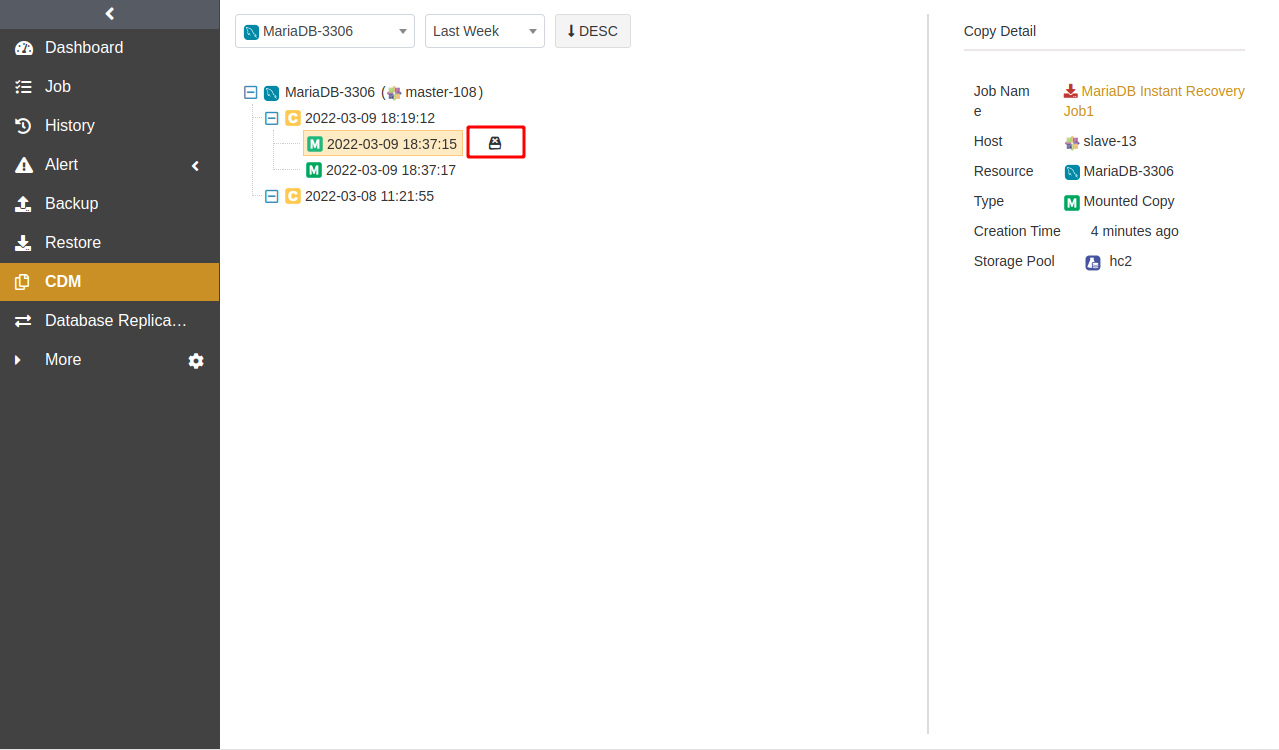 Dashboard
Job
History
Alert
Backup
Restore
CDM
Database Replica…
More
MariaDB-3306
Last Week
DESC
MariaDB-3306 (master-108)
C 2022-03-09 18:19:12
M 2022-03-09 18:37:15
M 2022-03-09 18:37:17
C 2022-03-08 11:21:55
Copy Detail
Job Nam
e
MariaDB Instant Recovery
Job1
Host slave-13
Resource MariaDB-3306
Type M Mounted Copy
Creation Time 4 minutes ago
Storage Pool hc2